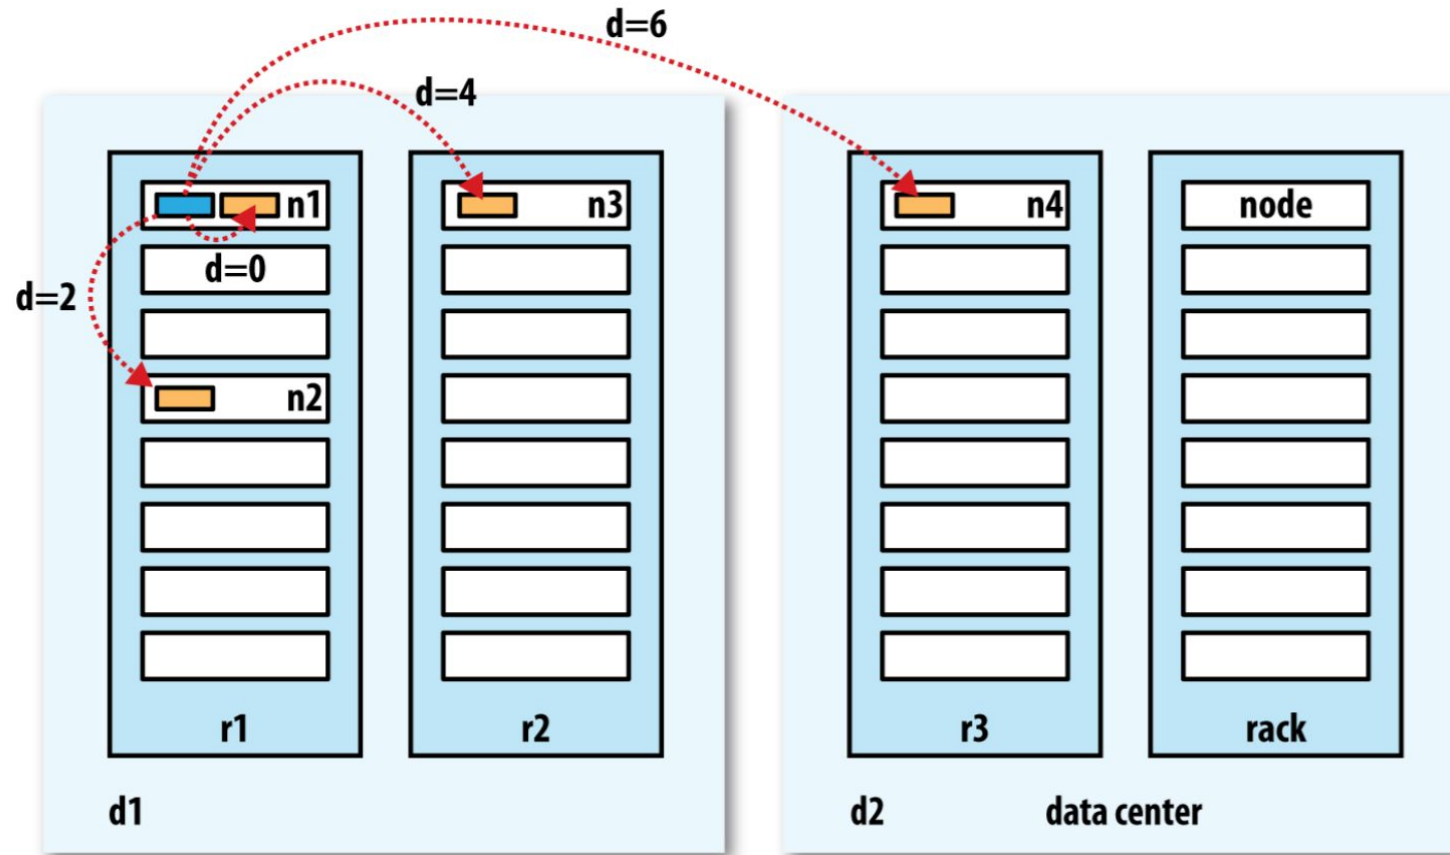 d=6
d=4
n1
n3
n4
node
d=0
d=2
n2
r1
r2
r3
rack
d1
d2
data center